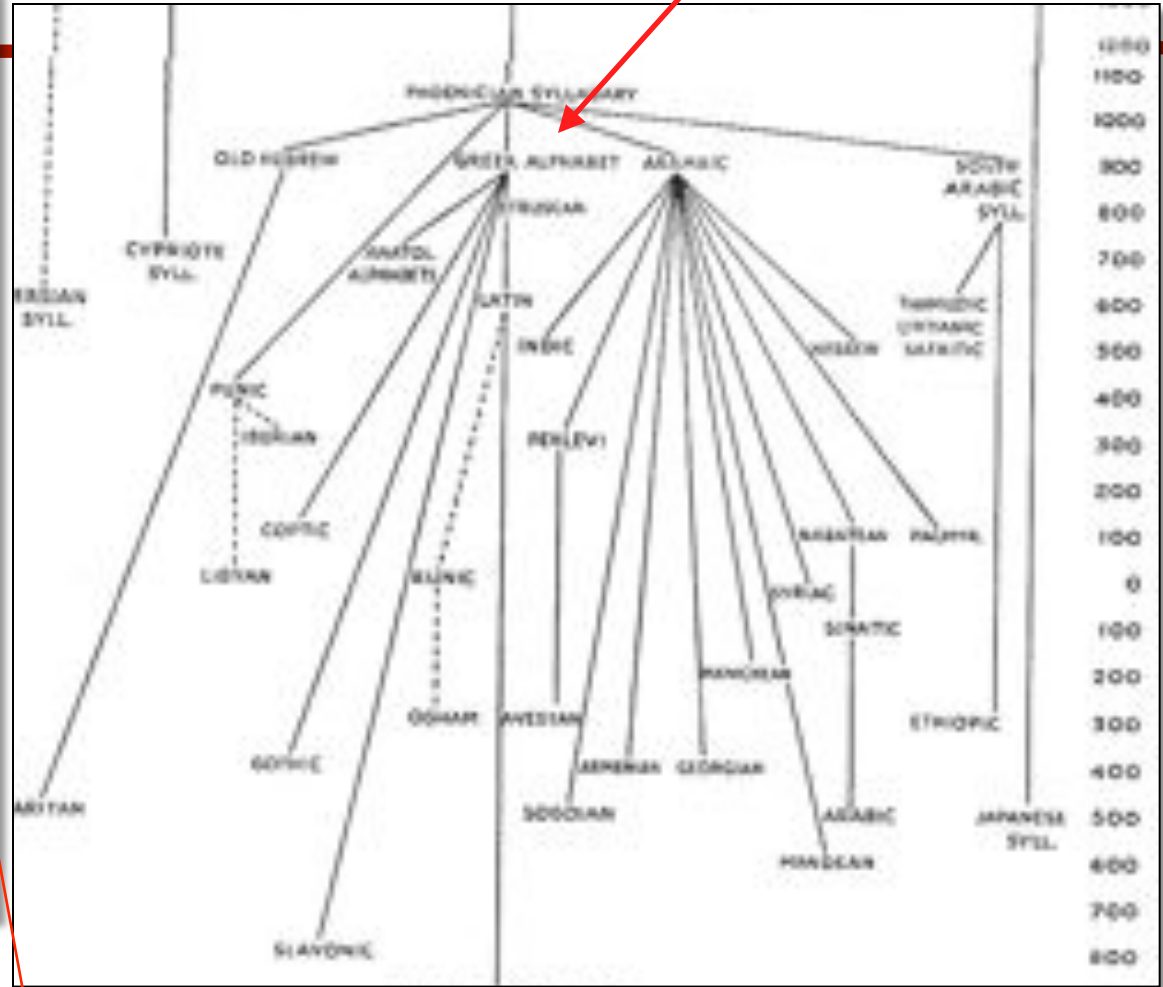 1200
1100
PHOENICIAN SYLLABARY
1000
OLD HEBREW GREEK ALPHABET ARAMAIC SOUTH 900
ARABIC
ETRUSCAN SYLL. 800
CYPRIOTE ANATOL.
SYLL. ALPHABETS 700
LATIN 600
SYLL.
INDIC HEBREW 500
PUNIC 400
IBERIAN PEHLEVI 300
200
COPTIC NABATEAN PALMYR. 100
LIBYAN RUNIC 0
SYRIAC
SINAITIC 100
MANICHEAN 200
OGHAM AVESTAN ETHIOPIC 300
GOTHIC ARMENIAN GEORGIAN 400
ARITAN SOGDIAN ARABIC JAPANESE 500
SYLL.
MANDEAN 600
700
SLAVONIC 800